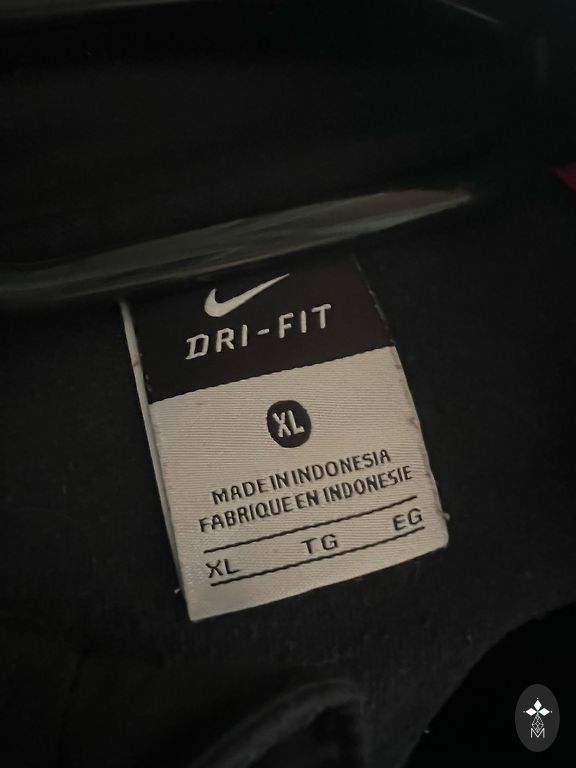 DRI-FIT
XL
MADE IN INDONESIA
FABRIQUE EN INDONESIE
XL TG EG
M